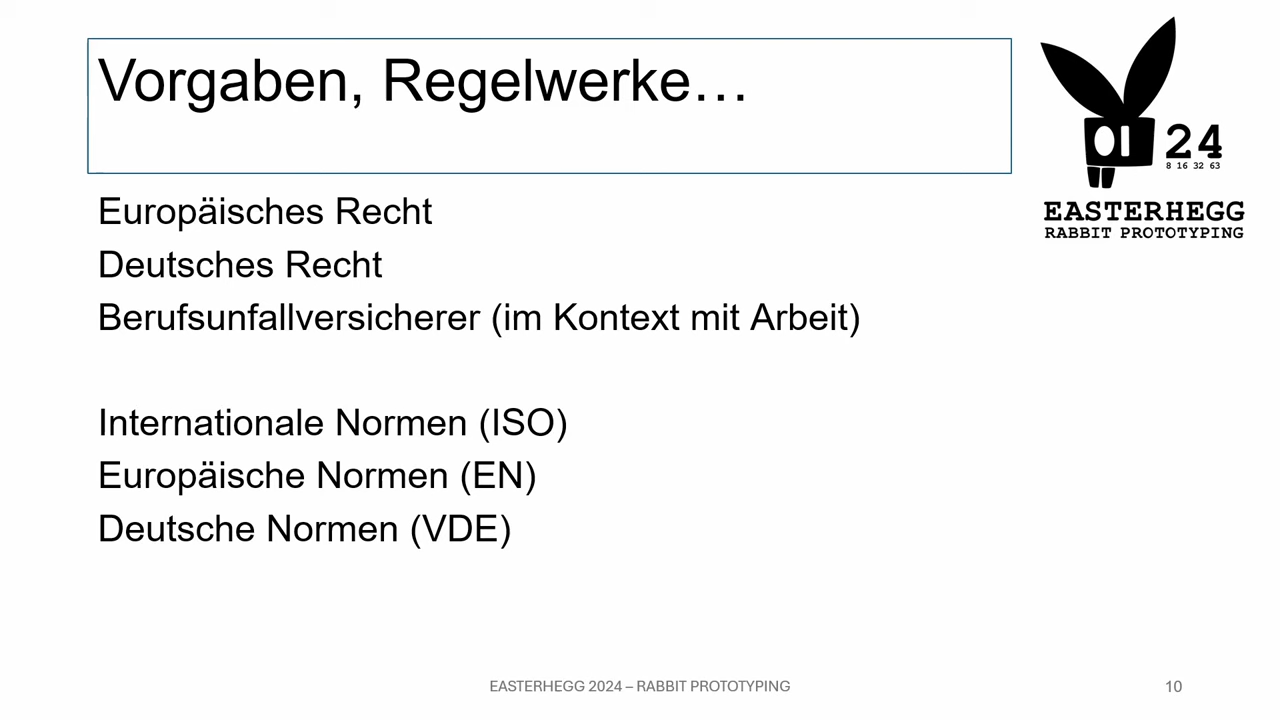 Vorgaben, Regelwerke…
24
8 16 32 63
EASTERHEGG
RABBIT PROTOTYPING
Europäisches Recht
Deutsches Recht
Berufsunfallversicherer (im Kontext mit Arbeit)
Internationale Normen (ISO)
Europäische Normen (EN)
Deutsche Normen (VDE)
EASTERHEGG 2024 – RABBIT PROTOTYPING
10